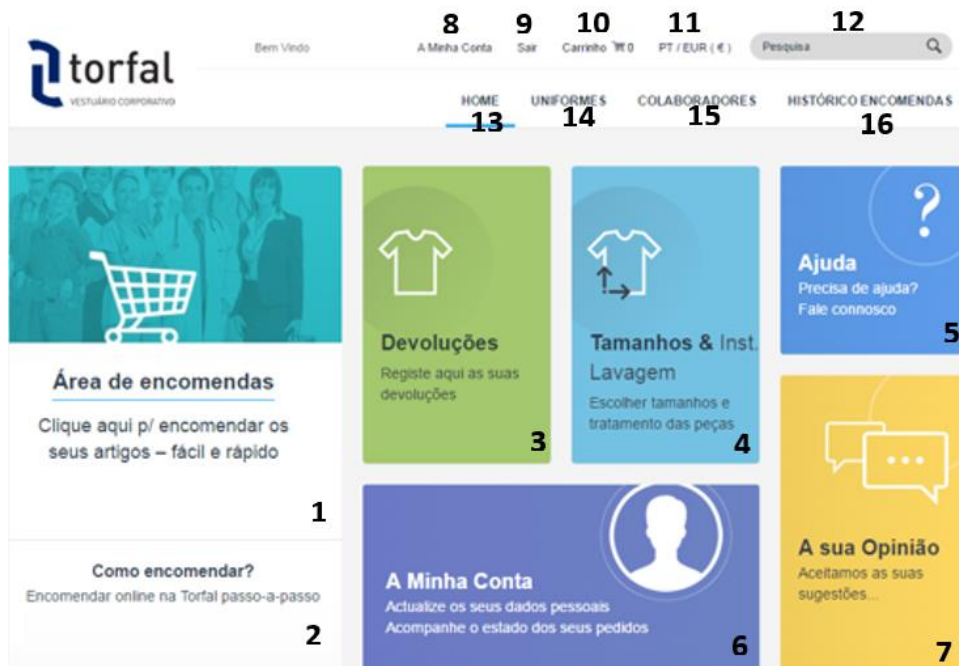 8 9 10 11 12
Bem Vindo A Minha Conta Sair Carrinho 0 PT / EUR ( € ) Pesquisa
torfal
VESTUÁRIO CORPORATIVO
HOME UNIFORMES COLABORADORES HISTÓRICO ENCOMENDAS
13 14 15 16
Área de encomendas
Clique aqui p/ encomendar os
seus artigos – fácil e rápido
1
Como encomendar?
Encomendar online na Torfal passo-a-passo
2
Devoluções
Registe aqui as suas
devoluções
3
Tamanhos & Inst.
Lavagem
Escolher tamanhos e
tratamento das peças
4
?
Ajuda
Precisa de ajuda?
Fale connosco
5
A Minha Conta
Actualize os seus dados pessoais
Acompanhe o estado dos seus pedidos
6
A sua Opinião
Aceitamos as suas
sugestões...
7